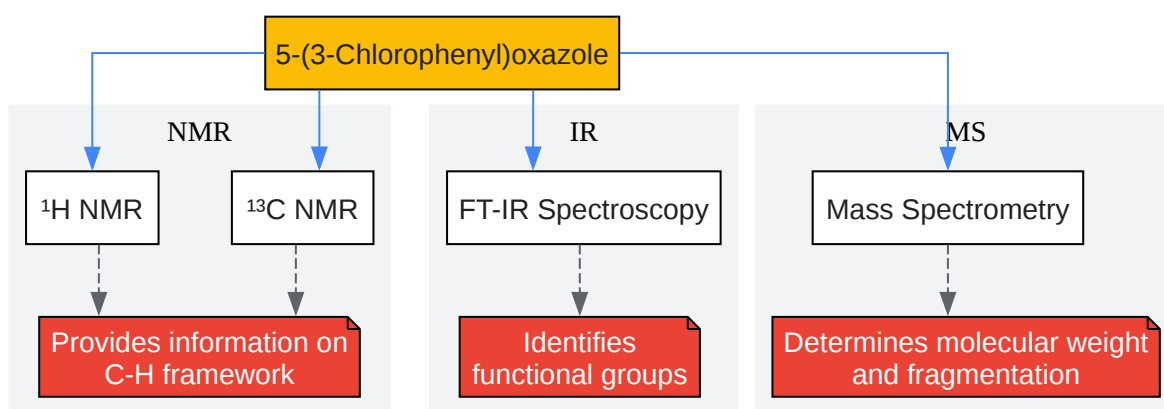 5-(3-Chlorophenyl)oxazole
NMR
IR
MS
¹H NMR
¹³C NMR
FT-IR Spectroscopy
Mass Spectrometry
Provides information on
C-H framework
Identifies
functional groups
Determines molecular weight
and fragmentation